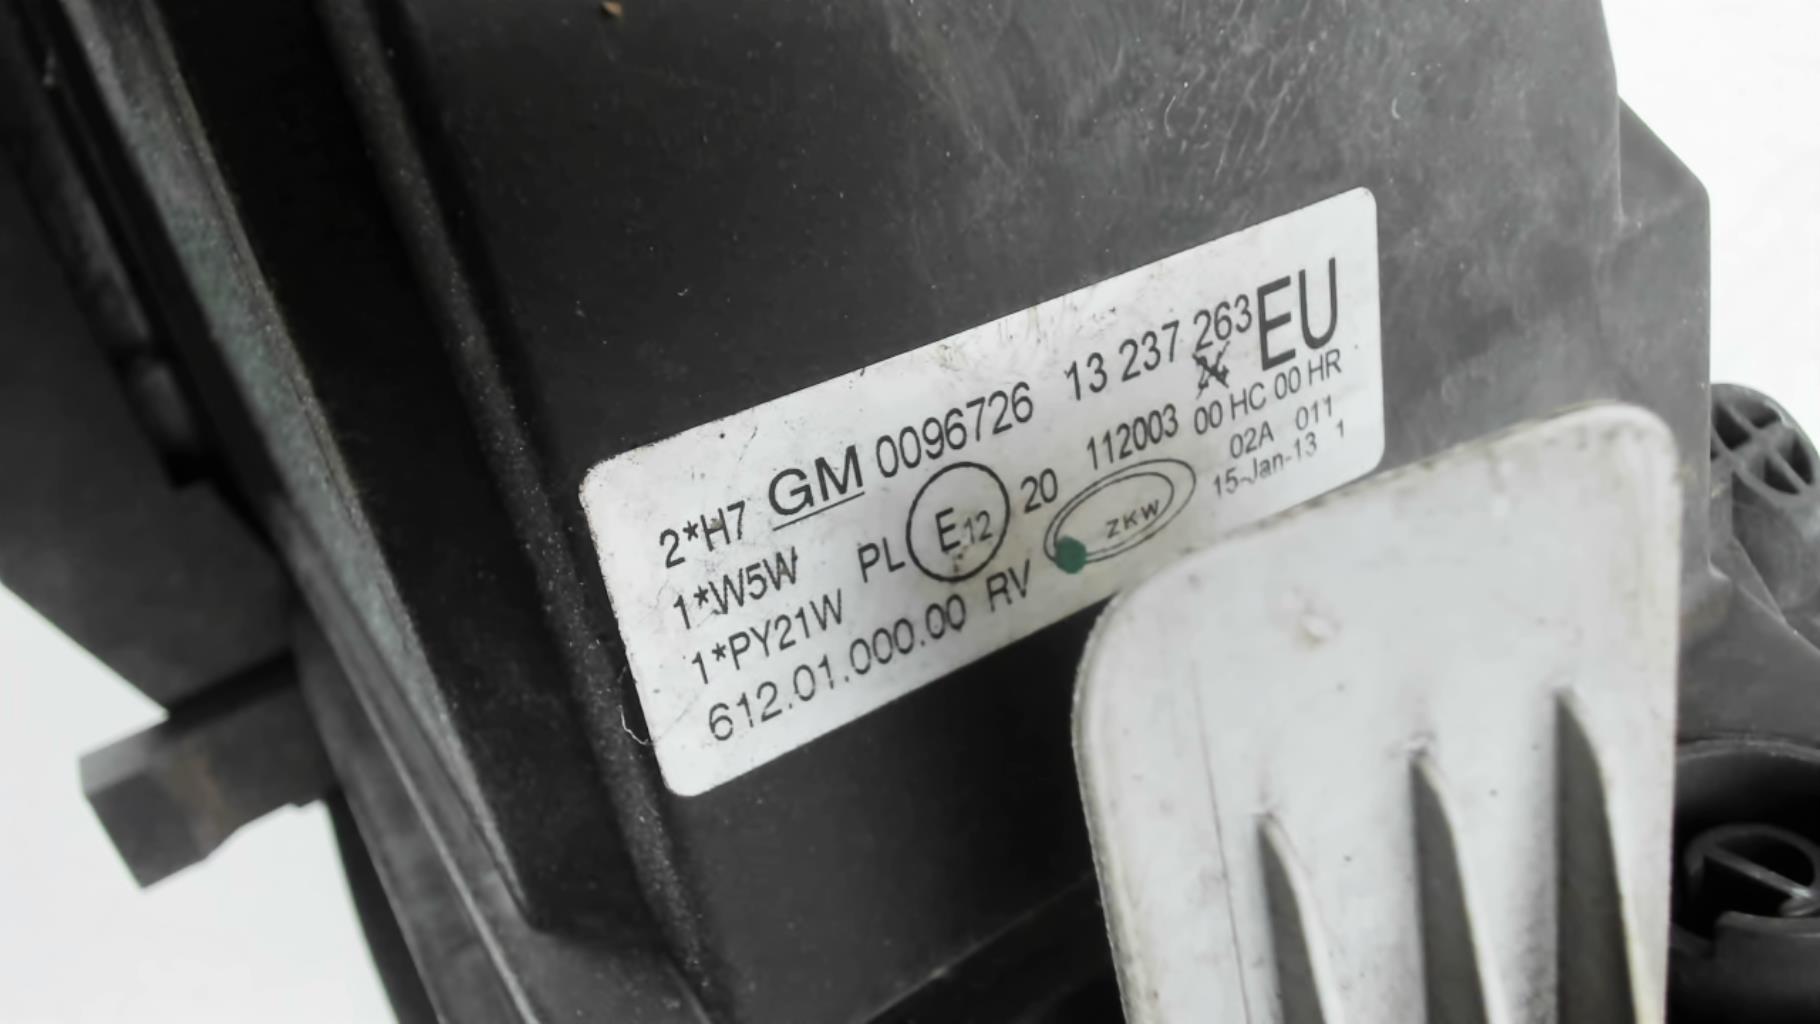 2*H7 GM 0096726 13 237 263 EU
1*W5W PL E12 20 112003 00 HC 00 HR
1*PY21W ZKW 02A 011
612.01.000.00 RV 15-Jan-13 1